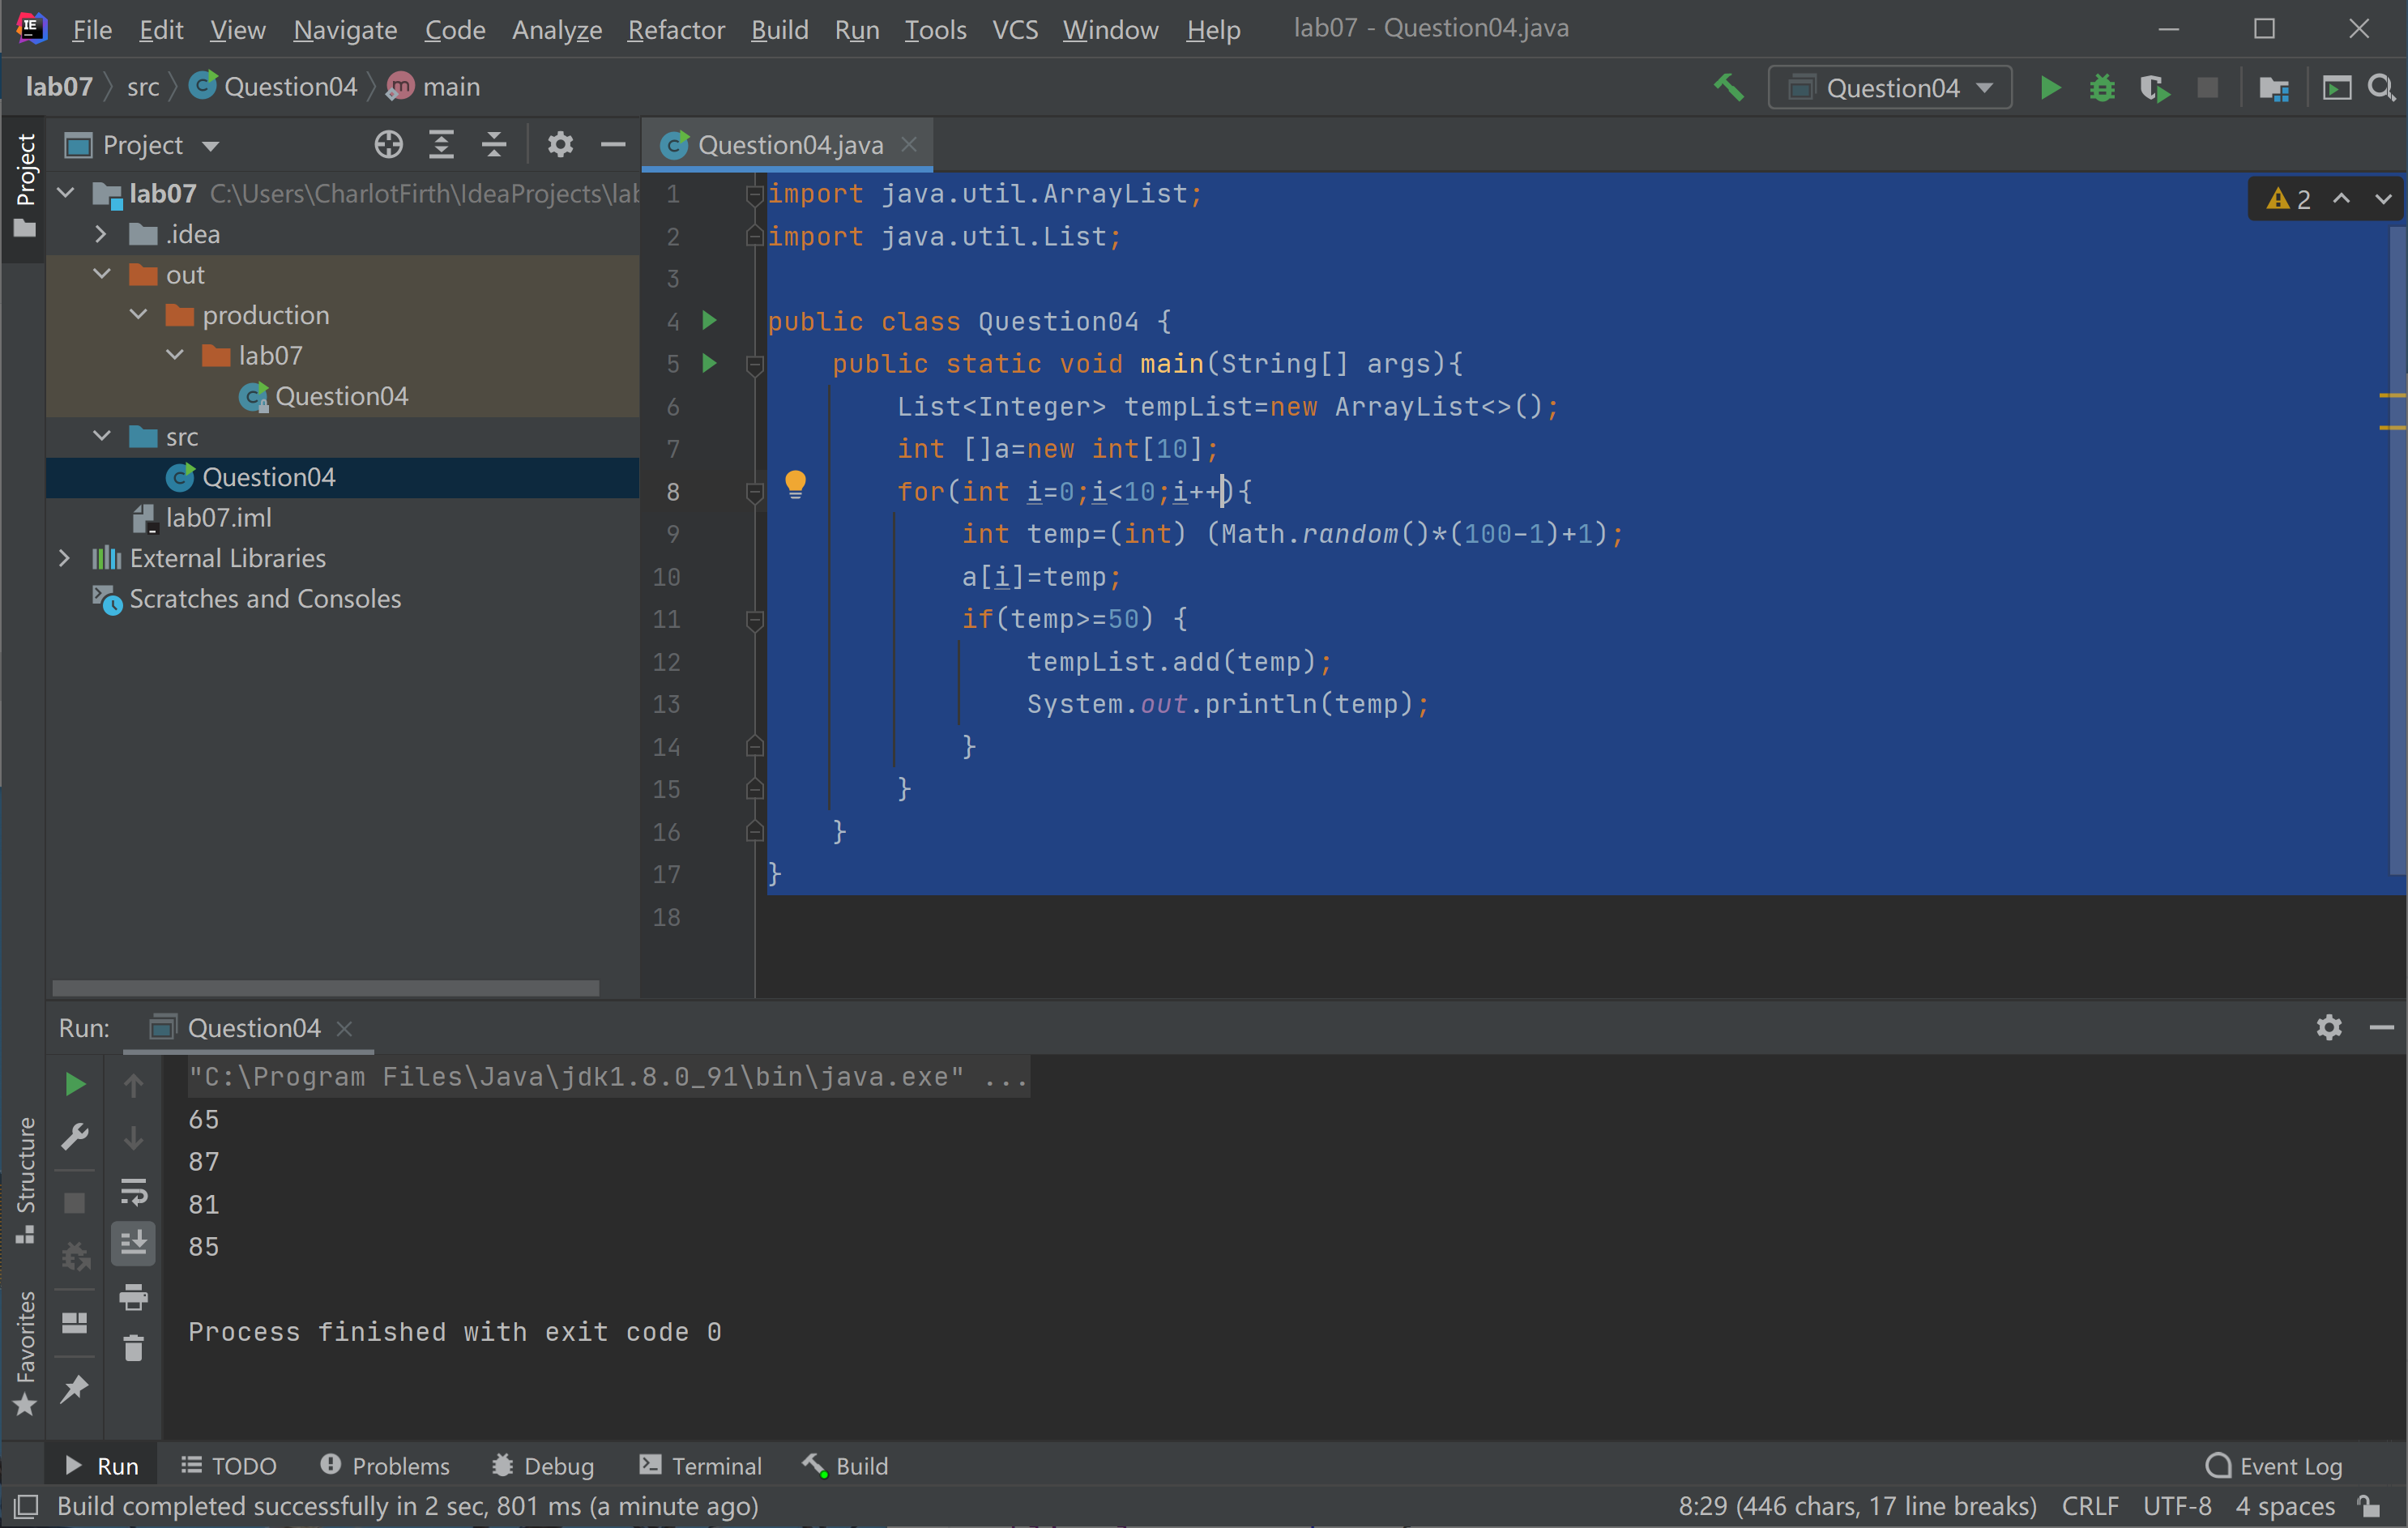 File Edit View Navigate Code Analyze Refactor Build Run Tools VCS Window Help lab07 - Question04.java
lab07 src Question04 main
Question04
Project
Project
lab07 C:\Users\CharlotFirth\IdeaProjects\lab
.idea
out
production
lab07
Question04
src
Question04
lab07.iml
External Libraries
Scratches and Consoles
Question04.java
2
1 import java.util.ArrayList;
2 import java.util.List;
3
4 public class Question04 {
5     public static void main(String[] args){
6         List<Integer> tempList=new ArrayList<>();
7         int []a=new int[10];
8         for(int i=0;i<10;i++){
9             int temp=(int) (Math.random()*(100-1)+1);
10             a[i]=temp;
11             if(temp>=50) {
12                 tempList.add(temp);
13                 System.out.println(temp);
14             }
15         }
16     }
17 }
18
Run: Question04
"C:\Program Files\Java\jdk1.8.0_91\bin\java.exe" ...
65
87
81
85
Process finished with exit code 0
Structure
Favorites
Run TODO Problems Debug Terminal Build Event Log
Build completed successfully in 2 sec, 801 ms (a minute ago) 8:29 (446 chars, 17 line breaks) CRLF UTF-8 4 spaces